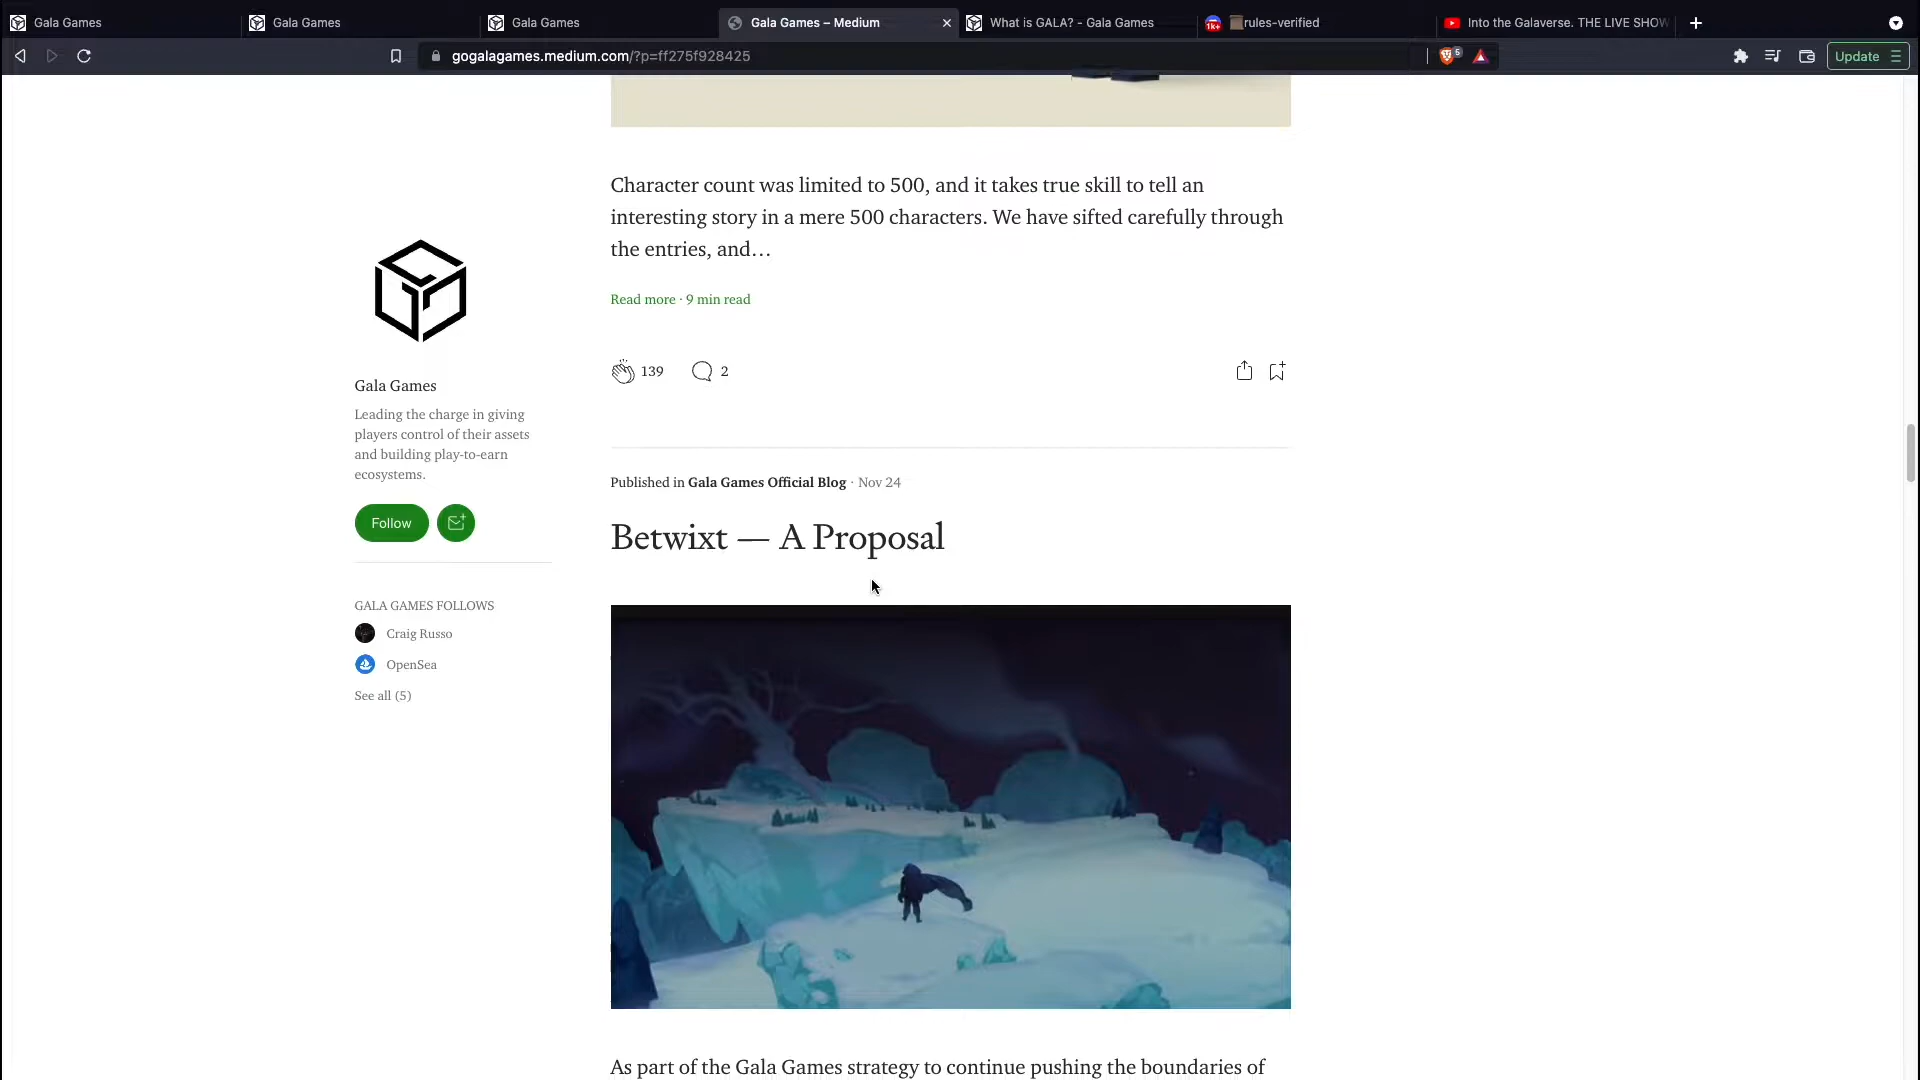 Gala Games
Gala Games
Gala Games
Gala Games – Medium
What is GALA? - Gala Games
rules-verified
Into the Galaverse. THE LIVE SHOW
gogalagames.medium.com/?p=ff275f928425
5
Update
1k+
Character count was limited to 500, and it takes true skill to tell an
interesting story in a mere 500 characters. We have sifted carefully through
the entries, and…
Read more · 9 min read
139
2
Gala Games
Leading the charge in giving
players control of their assets
and building play-to-earn
ecosystems.
Follow
GALA GAMES FOLLOWS
Craig Russo
OpenSea
See all (5)
Published in Gala Games Official Blog · Nov 24
Betwixt — A Proposal
As part of the Gala Games strategy to continue pushing the boundaries of